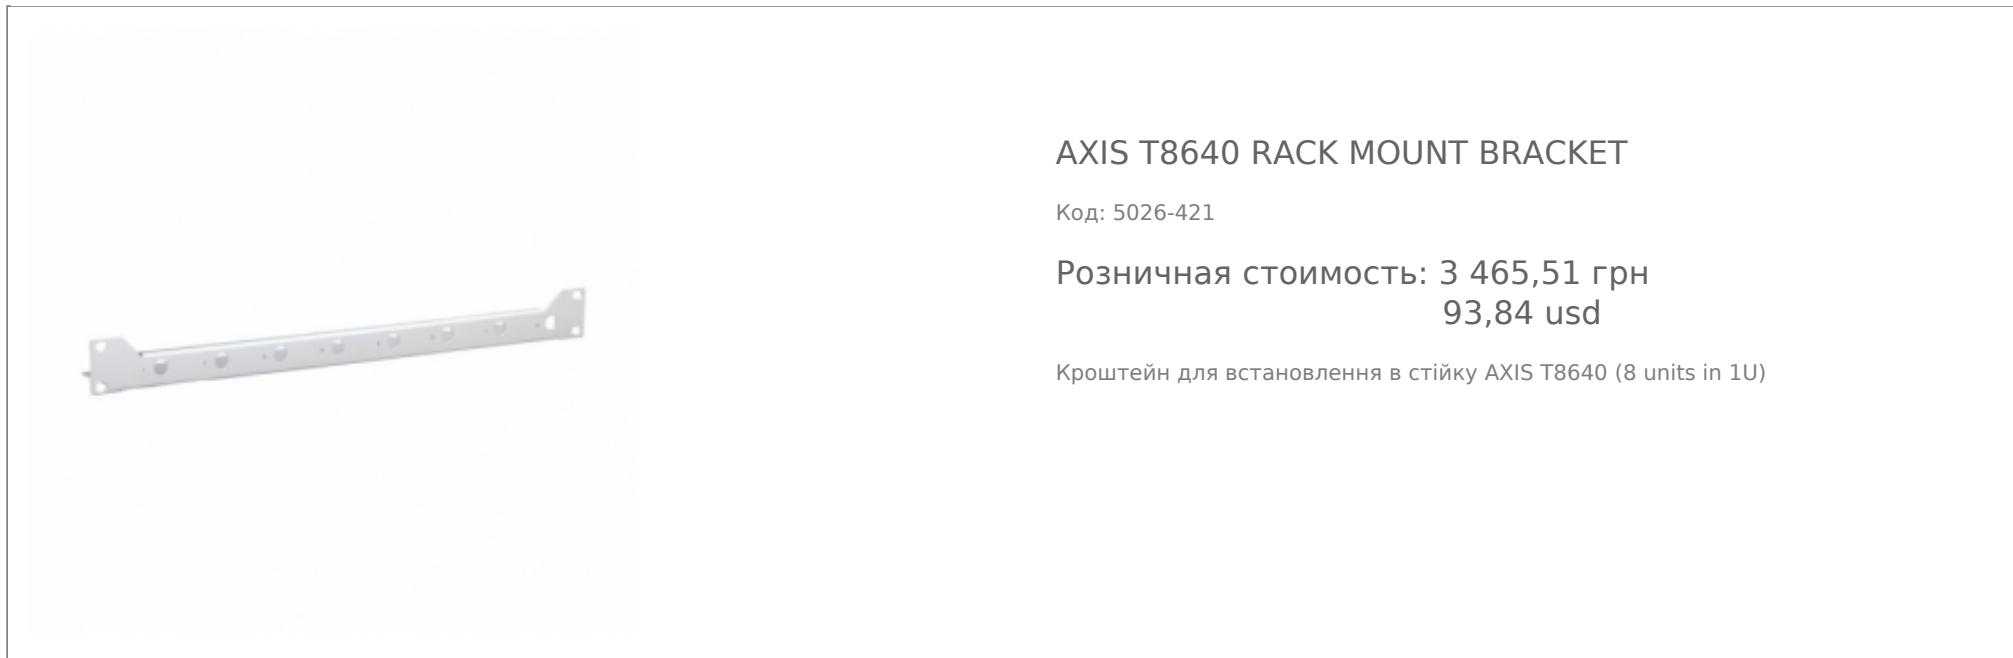 AXIS T8640 RACK MOUNT BRACKET
Код: 5026-421
Розничная стоимость: 3 465,51 грн
93,84 usd
Кроштейн для встановлення в стійку AXIS T8640 (8 units in 1U)